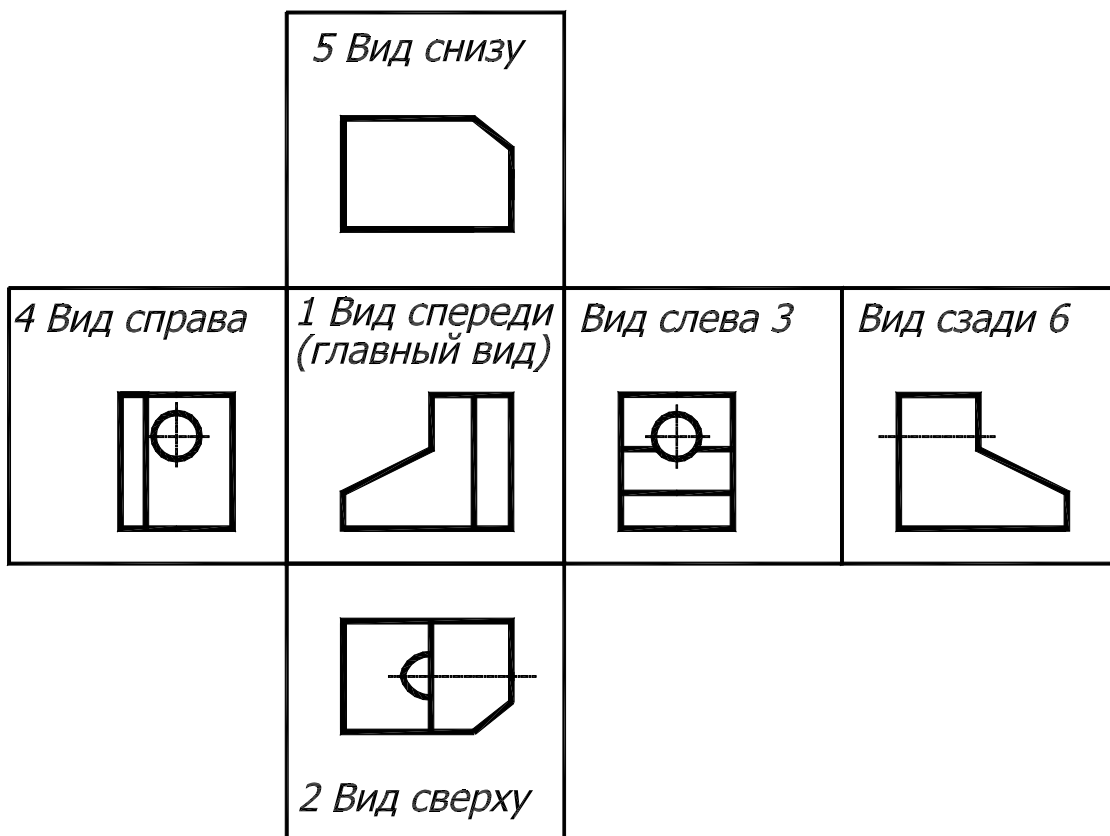 5 Вид снизу
4 Вид справа
1 Вид спереди
(главный вид)
Вид слева 3
Вид сзади 6
2 Вид сверху